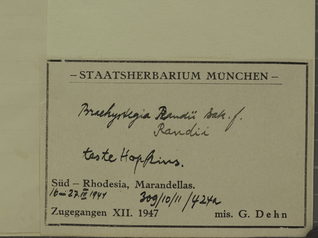 – STAATSHERBARIUM MÜNCHEN –
Brachystegia Randii Bak. f.
Randii
teste Hopkins.
Süd – Rhodesia, Marandellas.
1941 309/10/11/424a
Zugegangen XII. 1947 mis. G. Dehn